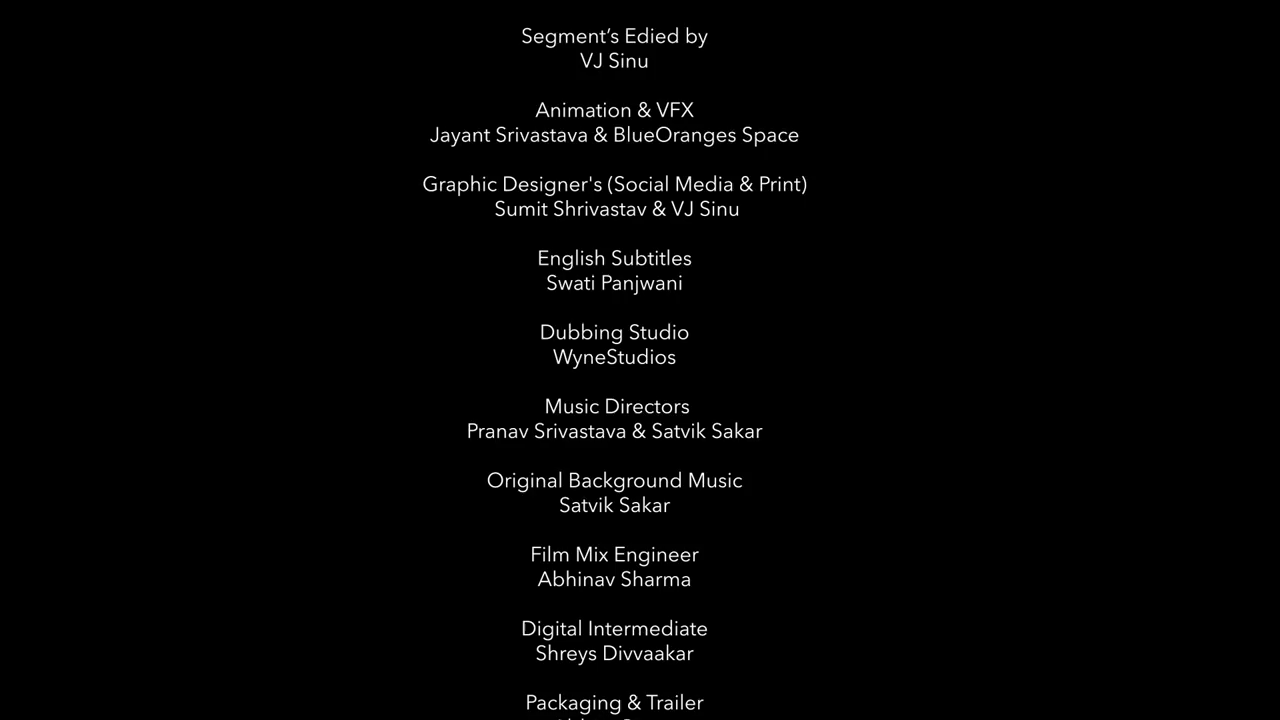 Segment’s Edied by
VJ Sinu
Animation & VFX
Jayant Srivastava & BlueOranges Space
Graphic Designer's (Social Media & Print)
Sumit Shrivastav & VJ Sinu
English Subtitles
Swati Panjwani
Dubbing Studio
WyneStudios
Music Directors
Pranav Srivastava & Satvik Sakar
Original Background Music
Satvik Sakar
Film Mix Engineer
Abhinav Sharma
Digital Intermediate
Shreys Divvaakar
Packaging & Trailer